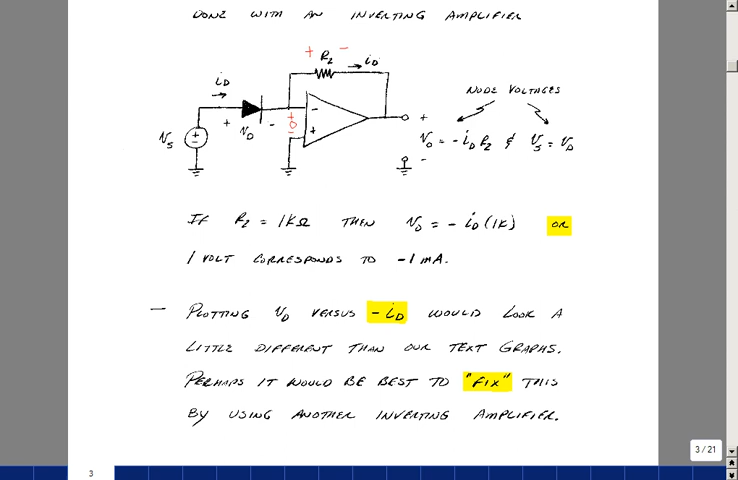 DONE WITH AN INVERTING AMPLIFIER
+ R2 -
iD
iD
NODE VOLTAGES
+ vD -
- 0 +
vS
vO = -iD R2 & vS = vD
IF R2 = 1KΩ THEN vO = -iD(1K) OR
1 VOLT CORRESPONDS TO -1 mA.
— PLOTTING vD VERSUS -iD WOULD LOOK A
LITTLE DIFFERENT THAN OUR TEXT GRAPHS.
PERHAPS IT WOULD BE BEST TO "FIX" THIS
BY USING ANOTHER INVERTING AMPLIFIER.
3 / 21
3